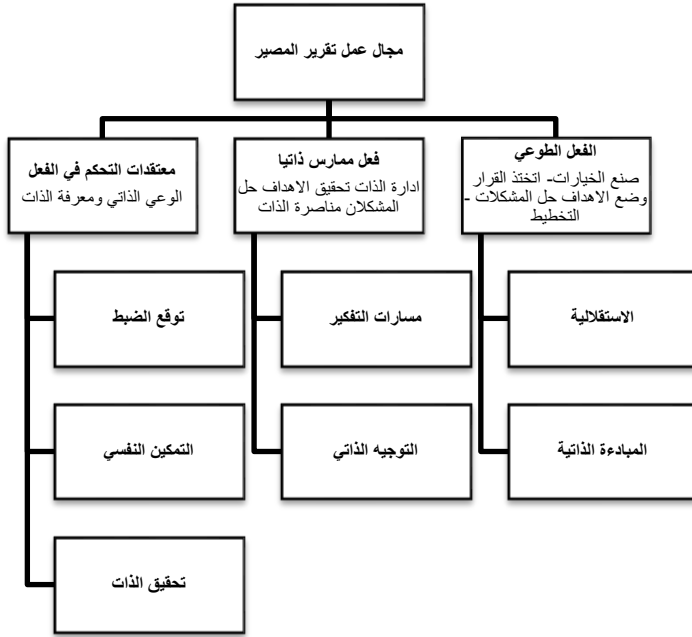 مجال عمل تقرير المصير
الفعل الطوعي
صنع الخيارات- اتختذ القرار
وضع الاهداف حل المشكلات -
التخطيط
فعل ممارس ذاتيا
ادارة الذات تحقيق الاهداف حل
المشكلان مناصرة الذات
معتقدات التحكم في الفعل
الوعي الذاتي ومعرفة الذات
الاستقلالية
مسارات التفكير
توقع الضبط
المبادءة الذاتية
التوجيه الذاتي
التمكين النفسي
تحقيق الذات